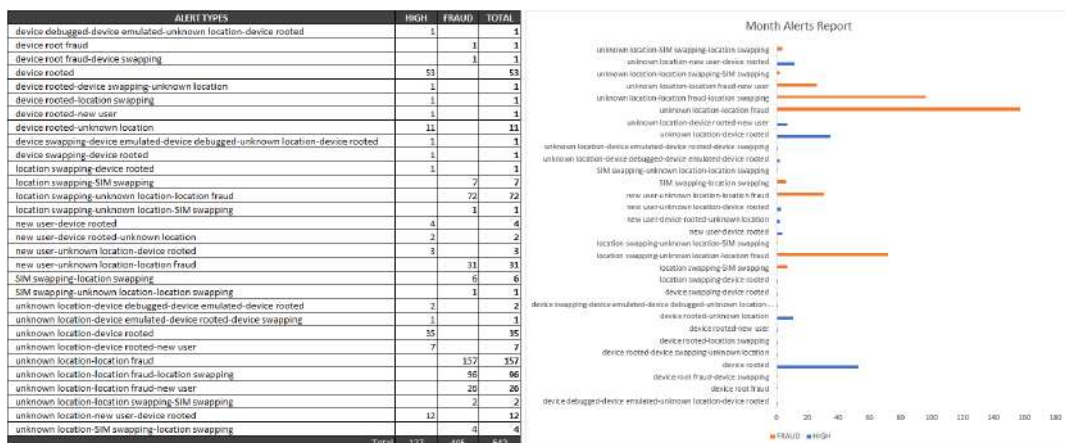 ALERT TYPES HIGH FRAUD TOTAL
device debugged-device emulated-unknown location-device rooted 1 1
device root fraud 1 1
device root fraud-device swapping 1 1
device rooted 53 53
device rooted-device swapping-unknown location 1 1
device rooted-location swapping 1 1
device rooted-new user 1 1
device rooted-unknown location 11 11
device swapping-device emulated-device debugged-unknown location-device rooted 1 1
device swapping-device rooted 1 1
location swapping-device rooted 1 1
location swapping-SIM swapping 7 7
location swapping-unknown location-location fraud 72 72
location swapping-unknown location-SIM swapping 1 1
new user-device rooted 4 4
new user-device rooted-unknown location 2 2
new user-unknown location-device rooted 3 3
new user-unknown location-location fraud 31 31
SIM swapping-location swapping 6 6
SIM swapping-unknown location-location swapping 1 1
unknown location-device debugged-device emulated-device rooted 2 2
unknown location-device emulated-device rooted-device swapping 1 1
unknown location-device rooted 35 35
unknown location-device rooted-new user 7 7
unknown location-location fraud 157 157
unknown location-location fraud-location swapping 96 96
unknown location-location fraud-new user 26 26
unknown location-location swapping-SIM swapping 2 2
unknown location-new user-device rooted 12 12
unknown location-SIM swapping-location swapping 4 4
Total 137 405 542
Month Alerts Report
unknown location-SIM swapping-location swapping
unknown location-new user-device rooted
unknown location-location swapping-SIM swapping
unknown location-location fraud-new user
unknown location-location fraud-location swapping
unknown location-location fraud
unknown location-device rooted-new user
unknown location-device rooted
unknown location-device emulated-device rooted-device swapping
unknown location-device debugged-device emulated-device rooted
SIM swapping-unknown location-location swapping
SIM swapping-location swapping
new user-unknown location-location fraud
new user-unknown location-device rooted
new user-device rooted-unknown location
new user-device rooted
location swapping-unknown location-SIM swapping
location swapping-unknown location-location fraud
location swapping-SIM swapping
location swapping-device rooted
device swapping-device rooted
device swapping-device emulated-device debugged-unknown location-...
device rooted-unknown location
device rooted-new user
device rooted-location swapping
device rooted-device swapping-unknown location
device rooted
device root fraud-device swapping
device root fraud
device debugged-device emulated-unknown location-device rooted
0 20 40 60 80 100 120 140 160 180
FRAUD HIGH